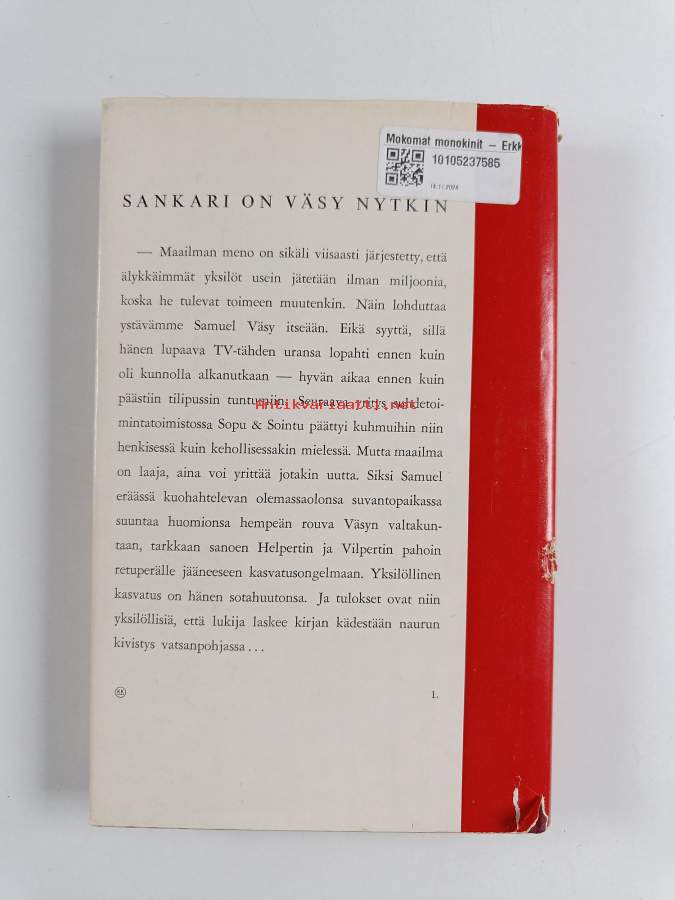 Mokomat monokinit – Erkk
10105237585
SANKARI ON VÄSY NYTKIN
— Maailman meno on sikäli viisaasti järjestetty, että
älykkäimmät yksilöt usein jätetään ilman miljoonia,
koska he tulevat toimeen muutenkin. Näin lohduttaa
ystävämme Samuel Väsy itseään. Eikä syyttä, sillä
hänen lupaava TV-tähden uransa lopahti ennen kuin
oli kunnolla alkanutkaan — hyvän aikaa ennen kuin
päästiin tilipussin tuntumiin. Seuraava yritys suhdetoi-
Antikvariaatti.net
mintatoimistossa Sopu & Sointu päättyi kuhmuihin niin
henkisessä kuin kehollisessakin mielessä. Mutta maailma
on laaja, aina voi yrittää jotakin uutta. Siksi Samuel
eräässä kuohahtelevan olemassaolonsa suvantopaikassa
suuntaa huomionsa hempeän rouva Väsyn valtakun-
taan, tarkkaan sanoen Helpertin ja Vilpertin pahoin
retuperälle jääneeseen kasvatusongelmaan. Yksilöllinen
kasvatus on hänen sotahuutonsa. Ja tulokset ovat niin
yksilöllisiä, että lukija laskee kirjan kädestään naurun
kivistys vatsanpohjassa...
1.